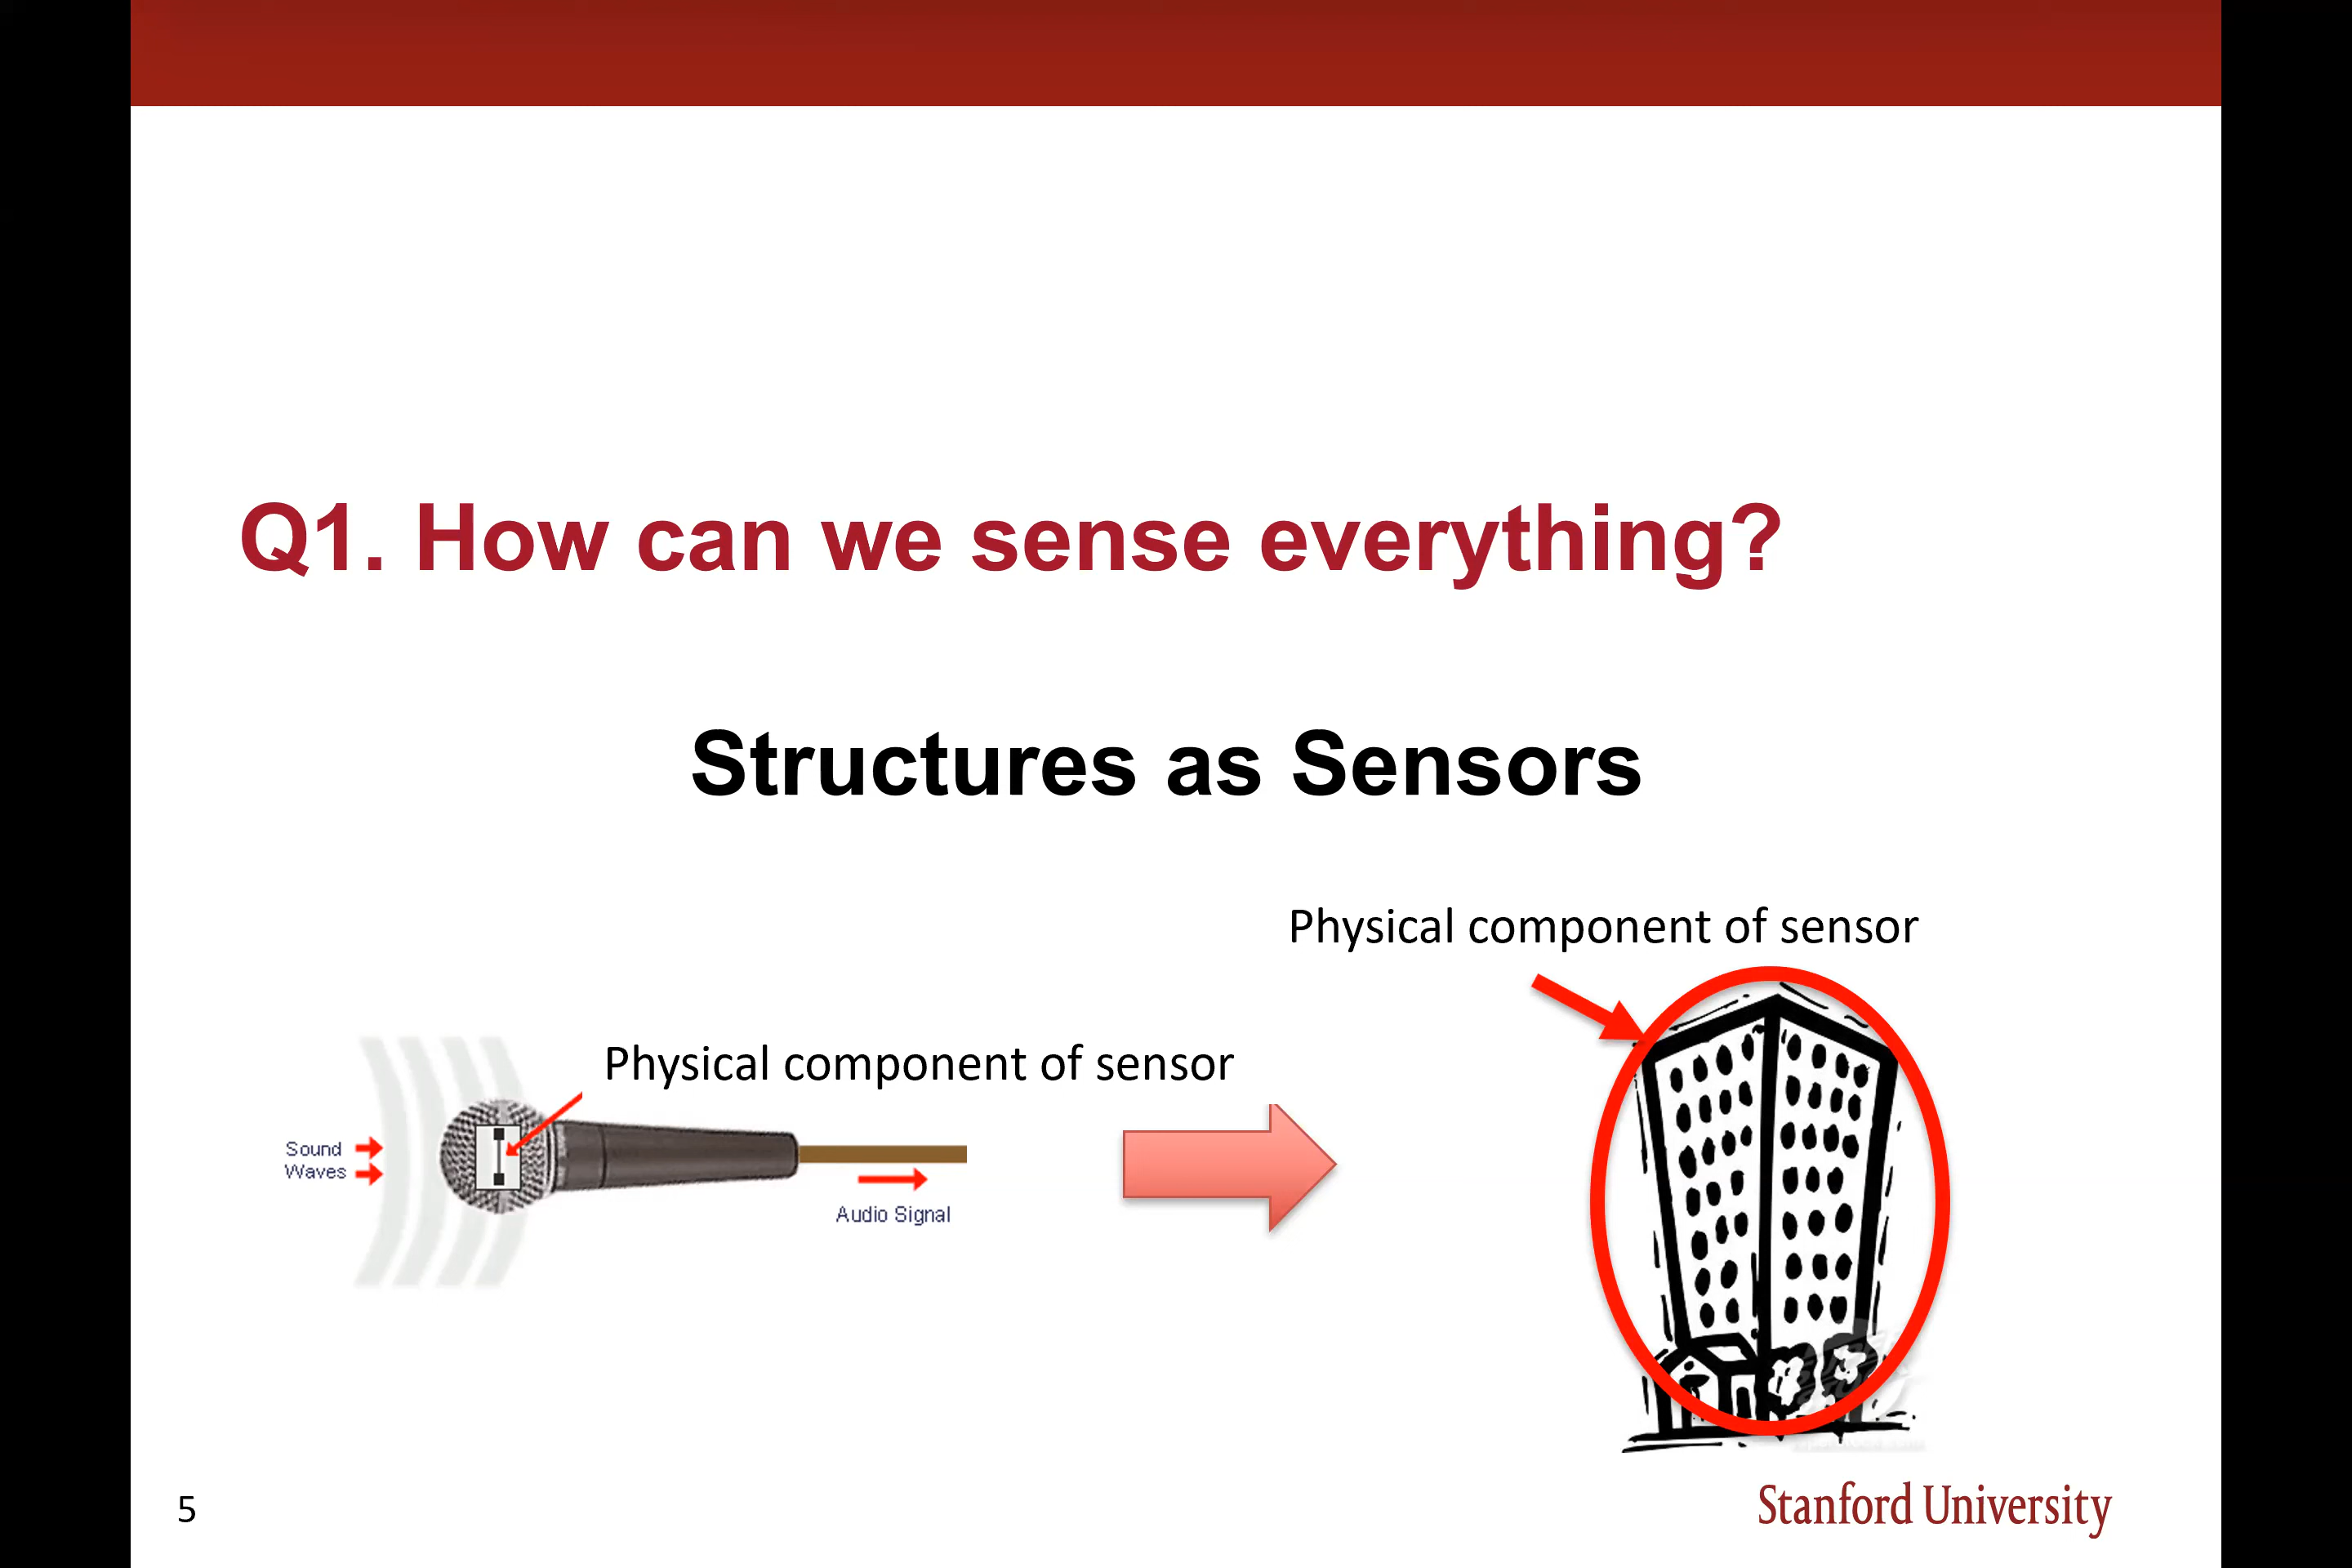 Q1. How can we sense everything?
Structures as Sensors
Physical component of sensor
Physical component of sensor
Sound
Waves
Audio Signal
5
Stanford University